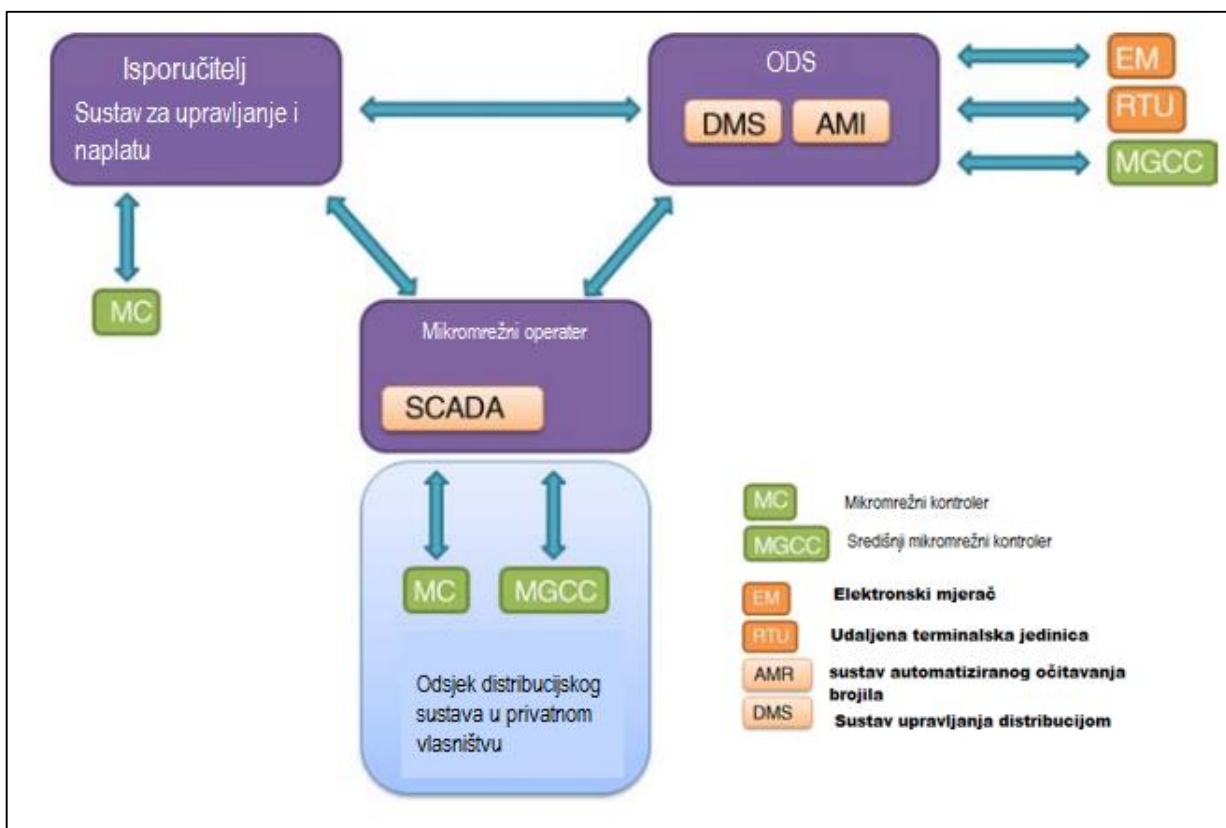 Isporučitelj
Sustav za upravljanje i
naplatu
ODS
DMS
AMI
EM
RTU
MGCC
MC
Mikromrežni operater
SCADA
MC
MGCC
Odsjek distribucijskog
sustava u privatnom
vlasništvu
MC
Mikromrežni kontroler
MGCC
Središnji mikromrežni kontroler
EM
Elektronski mjerač
RTU
Udaljena terminalska jedinica
AMR
sustav automatiziranog očitavanja
brojila
DMS
Sustav upravljanja distribucijom